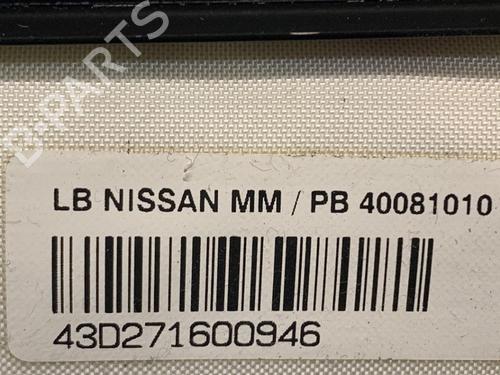 B-PARTS
LB NISSAN MM / PB 40081010
43D271600946